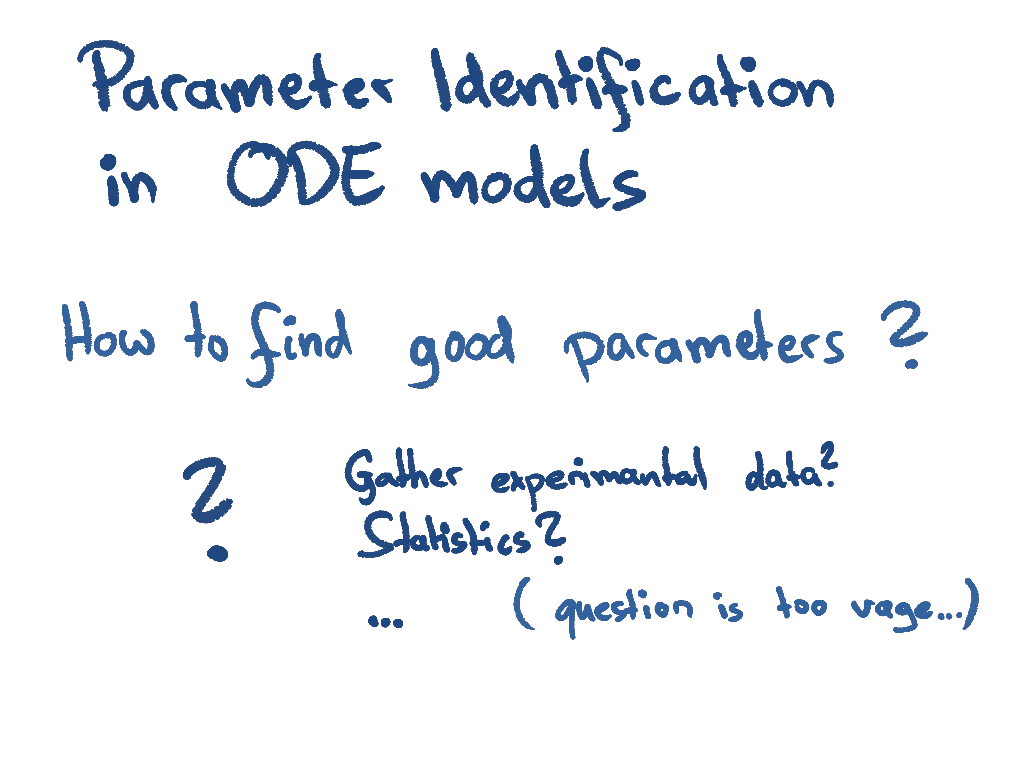 Parameter Identification
in ODE models
How to find good parameters ?
? Gather experimantal data?
Statistics?
... ( question is too vage...)